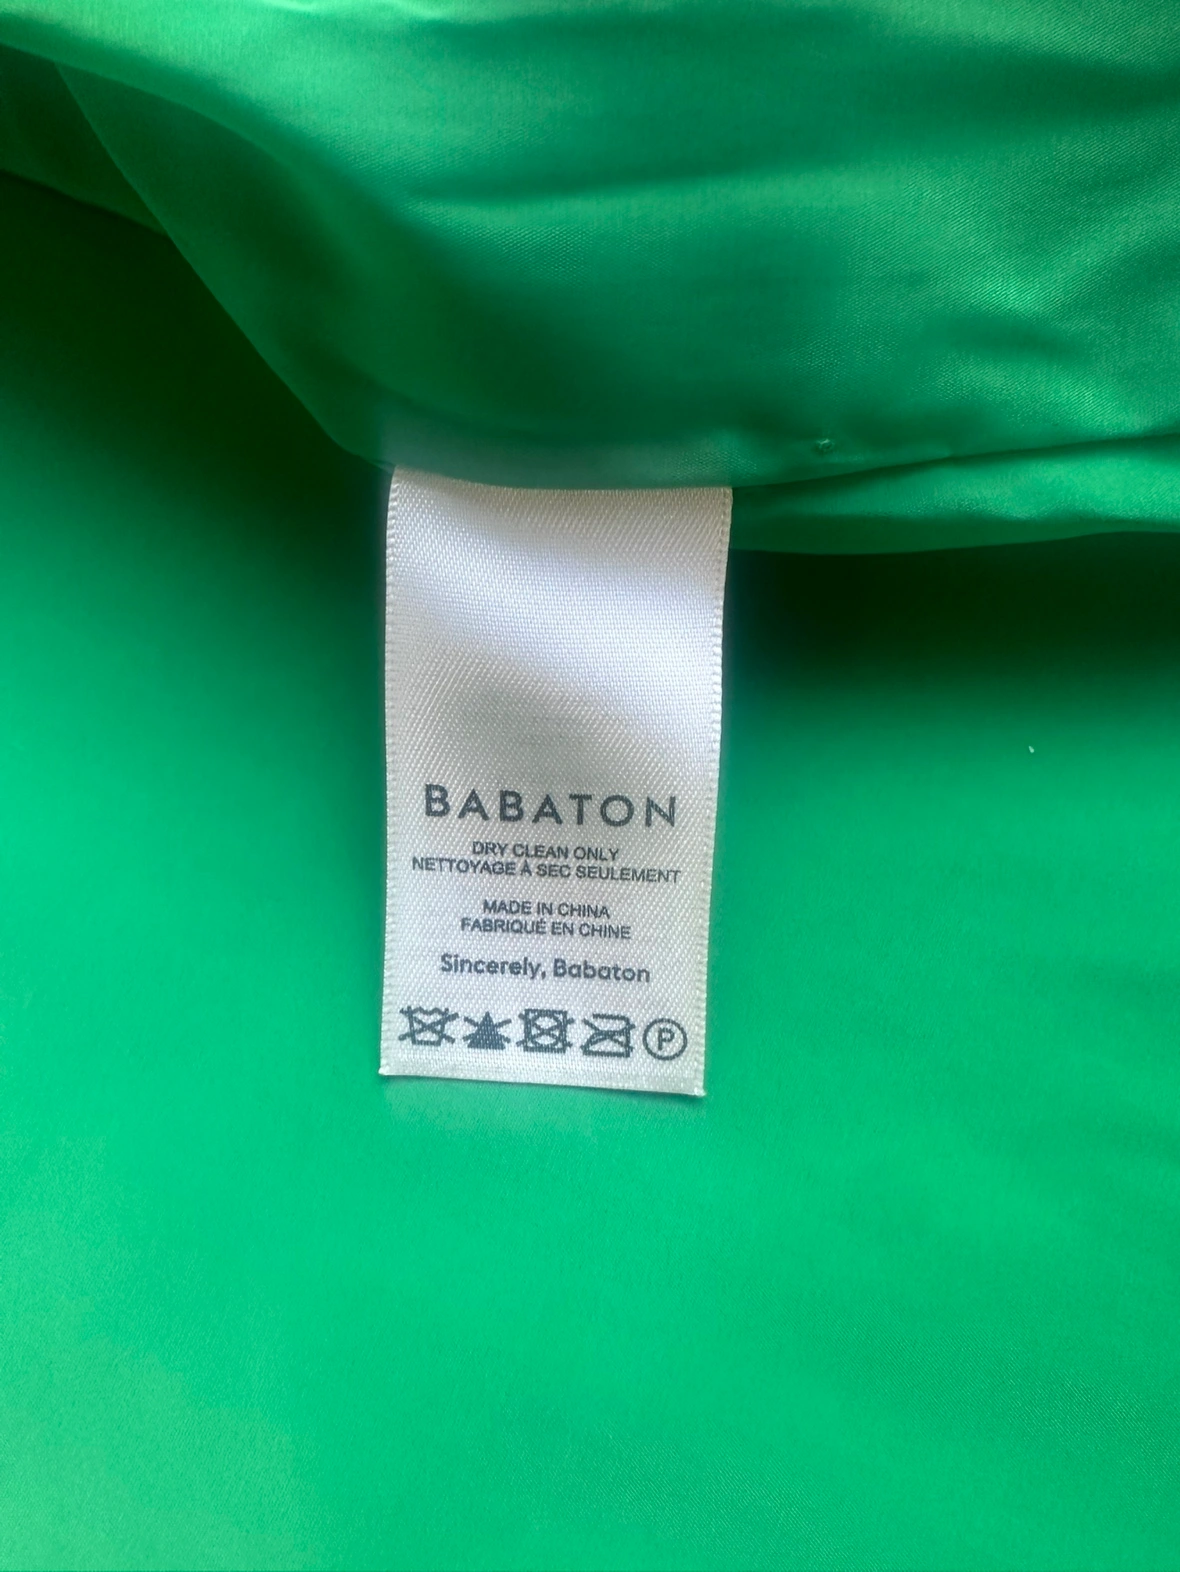 BABATON
DRY CLEAN ONLY
NETTOYAGE À SEC SEULEMENT
MADE IN CHINA
FABRIQUÉ EN CHINE
Sincerely, Babaton
P